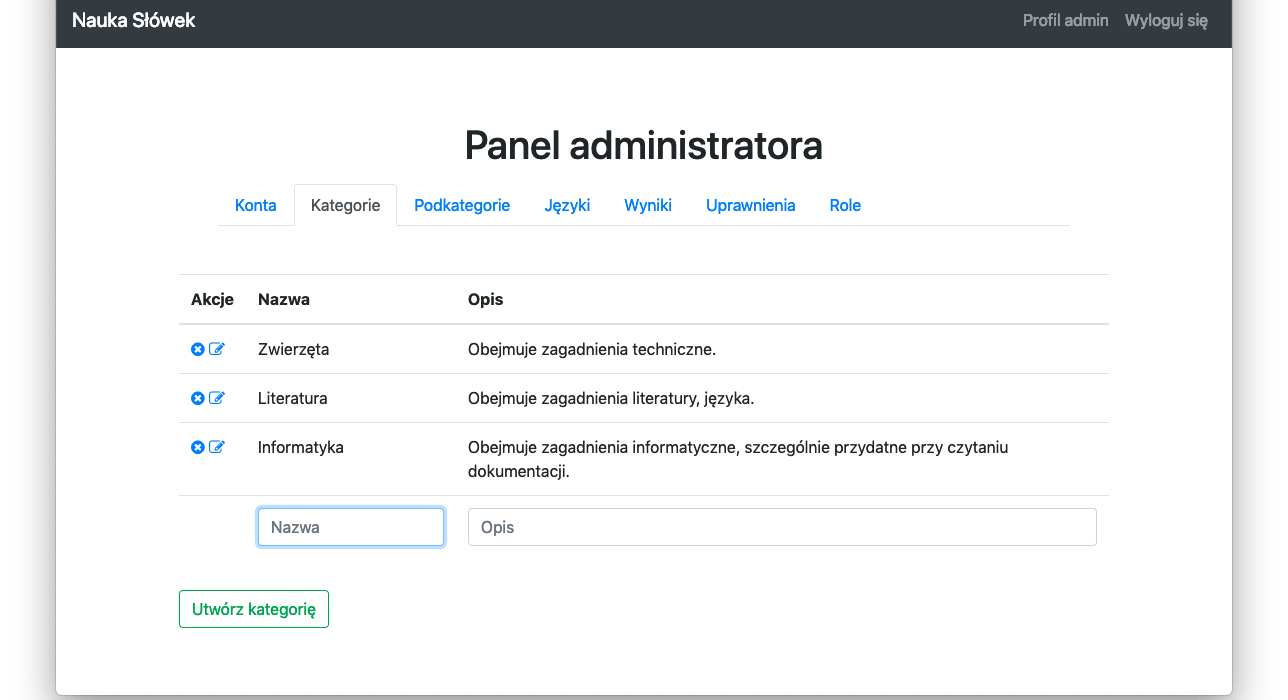 Nauka Słówek Profil admin Wyloguj się
Panel administratora
Konta Kategorie Podkategorie Języki Wyniki Uprawnienia Role
Akcje Nazwa Opis
Zwierzęta Obejmuje zagadnienia techniczne.
Literatura Obejmuje zagadnienia literatury, języka.
Informatyka Obejmuje zagadnienia informatyczne, szczególnie przydatne przy czytaniu
dokumentacji.
Nazwa Opis
Utwórz kategorię